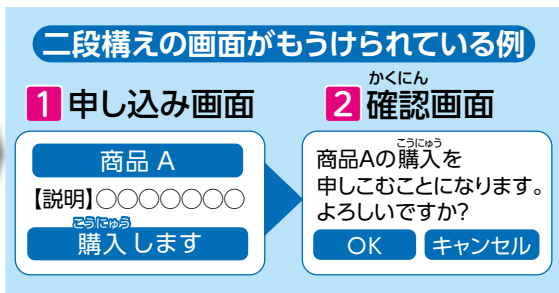 二段構えの画面がもうけられている例
1 申し込み画面
商品 A
【説明】○○○○○○○
こうにゅう
購入 します
かくにん
2 確認画面
こうにゅう
商品Aの購入を
申しこむことになります。
よろしいですか?
OK キャンセル